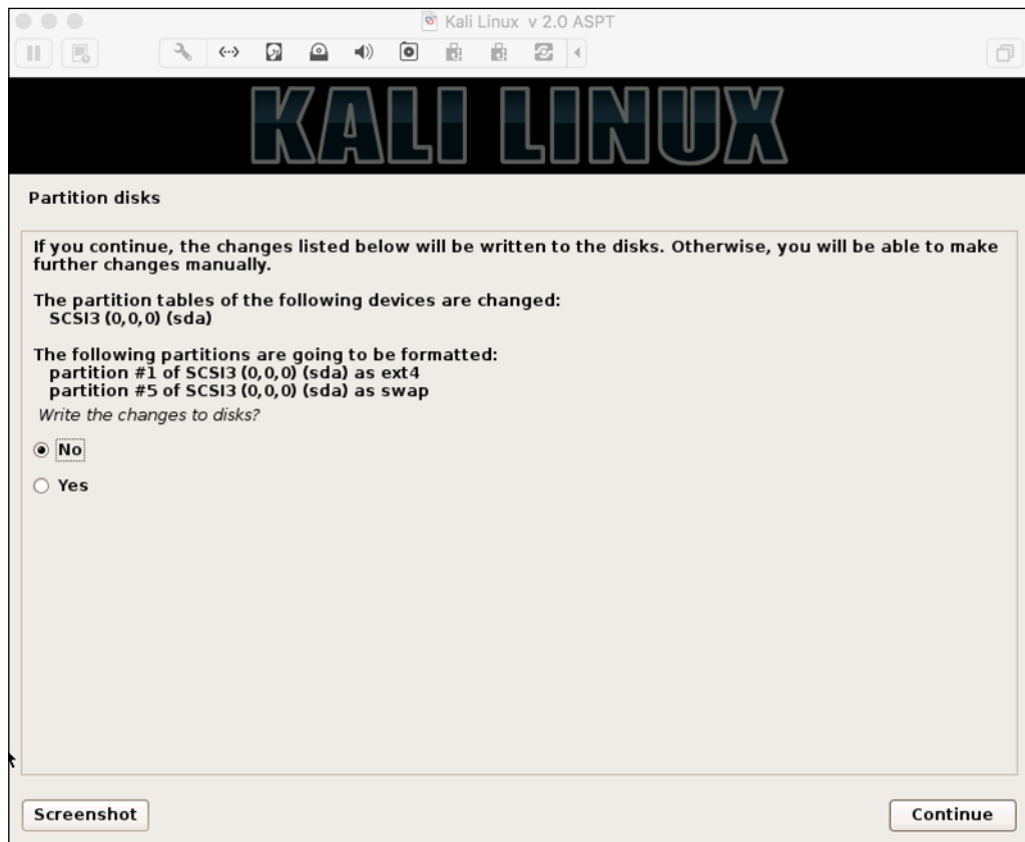 Kali Linux v 2.0 ASPT
KALI LINUX
Partition disks
If you continue, the changes listed below will be written to the disks. Otherwise, you will be able to make
further changes manually.
The partition tables of the following devices are changed:
SCSI3 (0,0,0) (sda)
The following partitions are going to be formatted:
partition #1 of SCSI3 (0,0,0) (sda) as ext4
partition #5 of SCSI3 (0,0,0) (sda) as swap
Write the changes to disks?
No
Yes
Screenshot
Continue